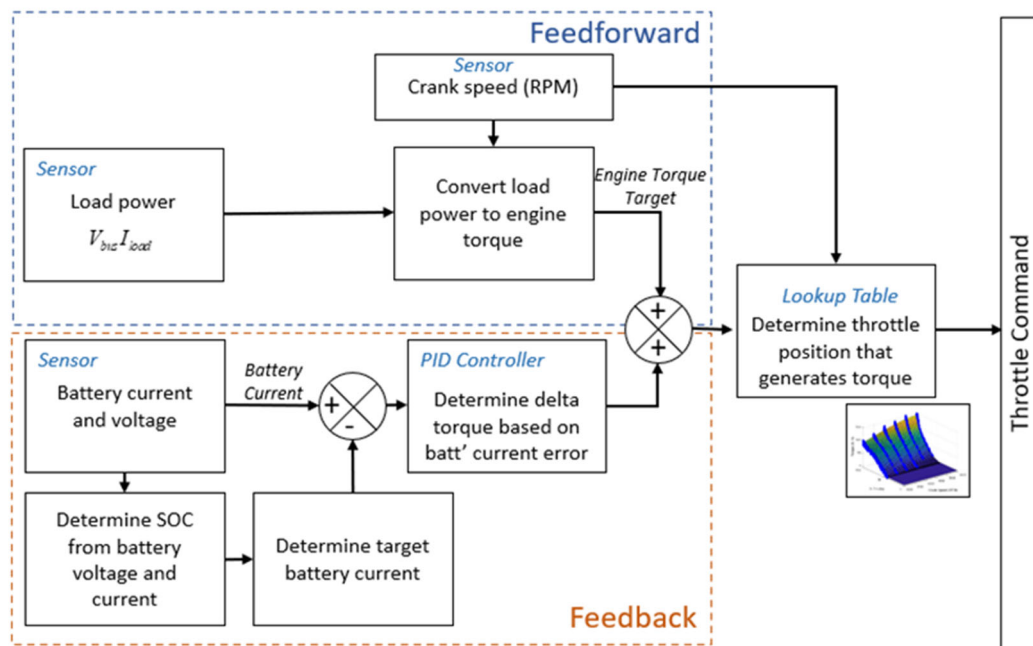 Feedforward
Sensor
Crank speed (RPM)
Sensor
Load power
V_bus I_load
Convert load
power to engine
torque
Engine Torque
Target
+
+
Lookup Table
Determine throttle
position that
generates torque
Throttle Command
Sensor
Battery current
and voltage
Battery
Current
+
-
PID Controller
Determine delta
torque based on
batt' current error
Determine SOC
from battery
voltage and
current
Determine target
battery current
Feedback